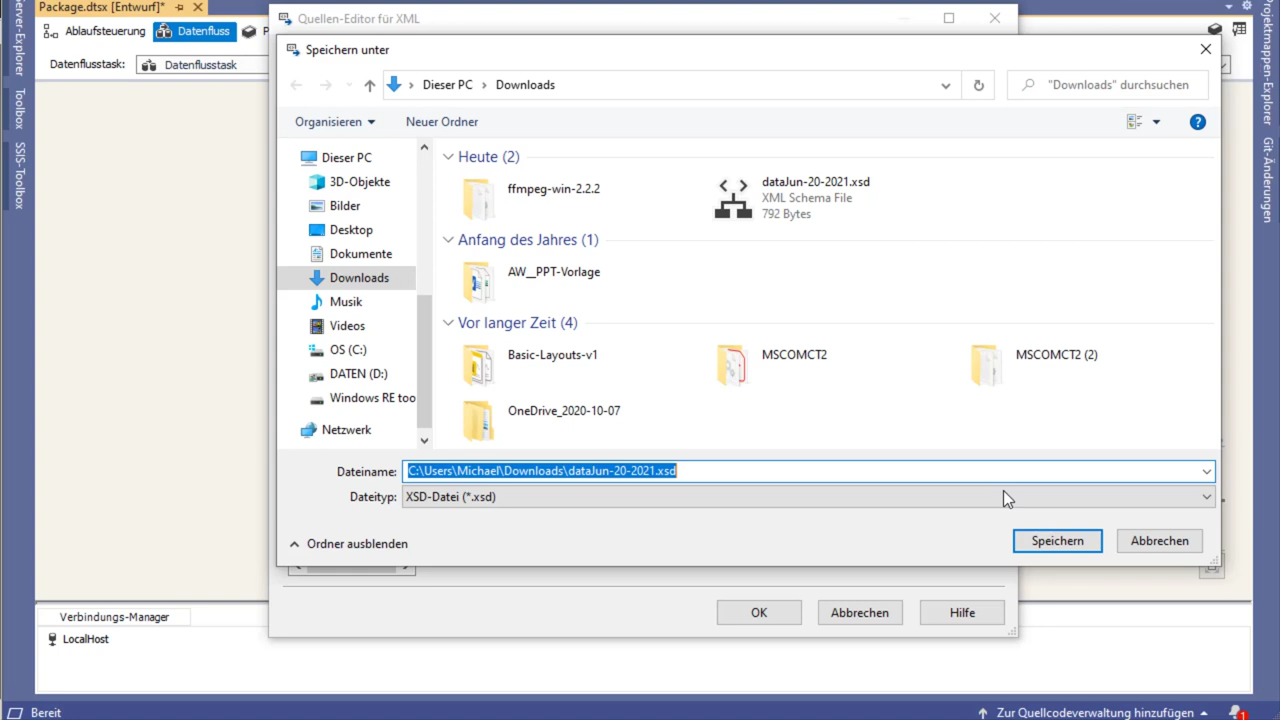 Package.dtsx [Entwurf]*
Quellen-Editor für XML
Ablaufsteuerung
Datenfluss
Datenflusstask:
Datenflusstask
Server-Explorer
Toolbox
SSIS-Toolbox
Projektmappen-Explorer
Git-Änderungen
Speichern unter
Dieser PC
Downloads
"Downloads" durchsuchen
Organisieren
Neuer Ordner
Dieser PC
3D-Objekte
Bilder
Desktop
Dokumente
Downloads
Musik
Videos
OS (C:)
DATEN (D:)
Windows RE too
Netzwerk
Heute (2)
ffmpeg-win-2.2.2
dataJun-20-2021.xsd
XML Schema File
792 Bytes
Anfang des Jahres (1)
AW__PPT-Vorlage
Vor langer Zeit (4)
Basic-Layouts-v1
MSCOMCT2
MSCOMCT2 (2)
OneDrive_2020-10-07
Dateiname:
C:\Users\Michael\Downloads\dataJun-20-2021.xsd
Dateityp:
XSD-Datei (*.xsd)
Ordner ausblenden
Speichern
Abbrechen
OK
Abbrechen
Hilfe
Verbindungs-Manager
LocalHost
Bereit
Zur Quellcodeverwaltung hinzufügen
1